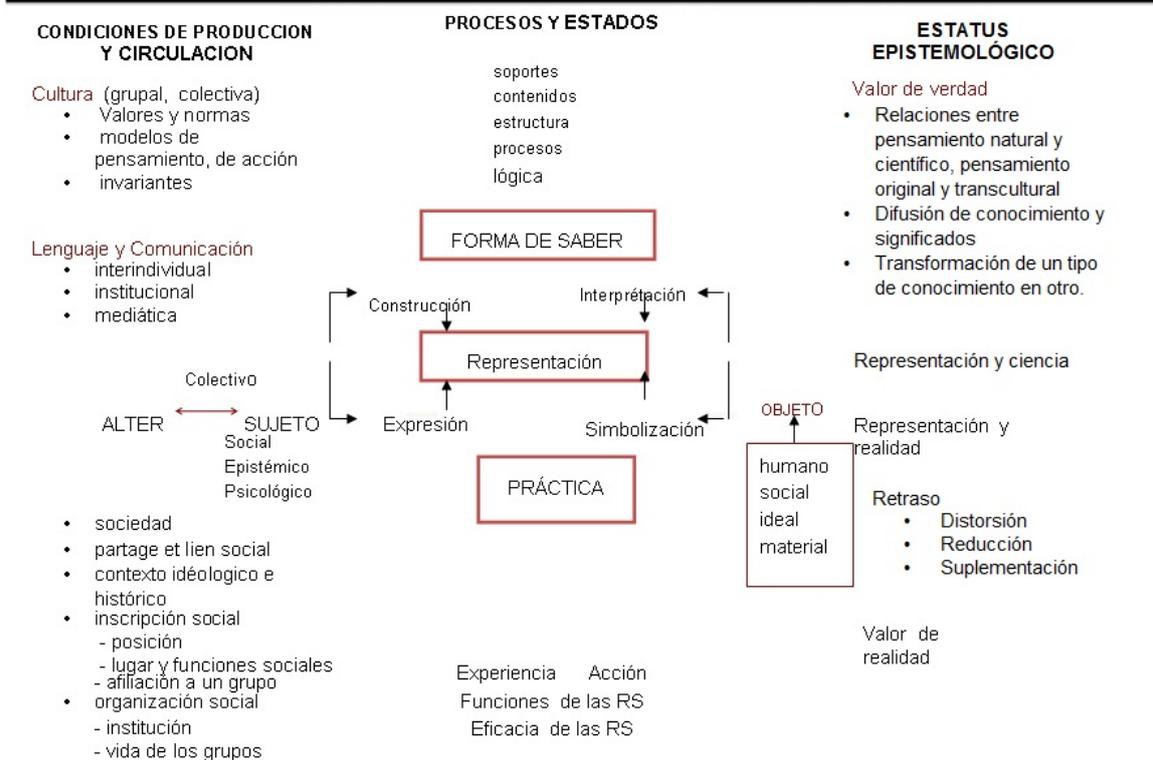 CONDICIONES DE PRODUCCION
Y CIRCULACION
Cultura (grupal, colectiva)
• Valores y normas
• modelos de
pensamiento, de acción
• invariantes
Lenguaje y Comunicación
• interindividual
• institucional
• mediática
Colectivo
ALTER
SUJETO
Social
Epistémico
Psicológico
• sociedad
• partage et lien social
• contexto idéologico e
histórico
• inscripción social
- posición
- lugar y funciones sociales
- afiliación a un grupo
• organización social
- institución
- vida de los grupos
PROCESOS Y ESTADOS
soportes
contenidos
estructura
procesos
lógica
FORMA DE SABER
Construcción
Interprétación
Representación
Expresión
Simbolización
PRÁCTICA
Experiencia Acción
Funciones de las RS
Eficacia de las RS
OBJETO
humano
social
ideal
material
ESTATUS
EPISTEMOLÓGICO
Valor de verdad
• Relaciones entre
pensamiento natural y
científico, pensamiento
original y transcultural
• Difusión de conocimiento y
significados
• Transformación de un tipo
de conocimiento en otro.
Representación y ciencia
Representación y
realidad
Retraso
• Distorsión
• Reducción
• Suplementación
Valor de
realidad